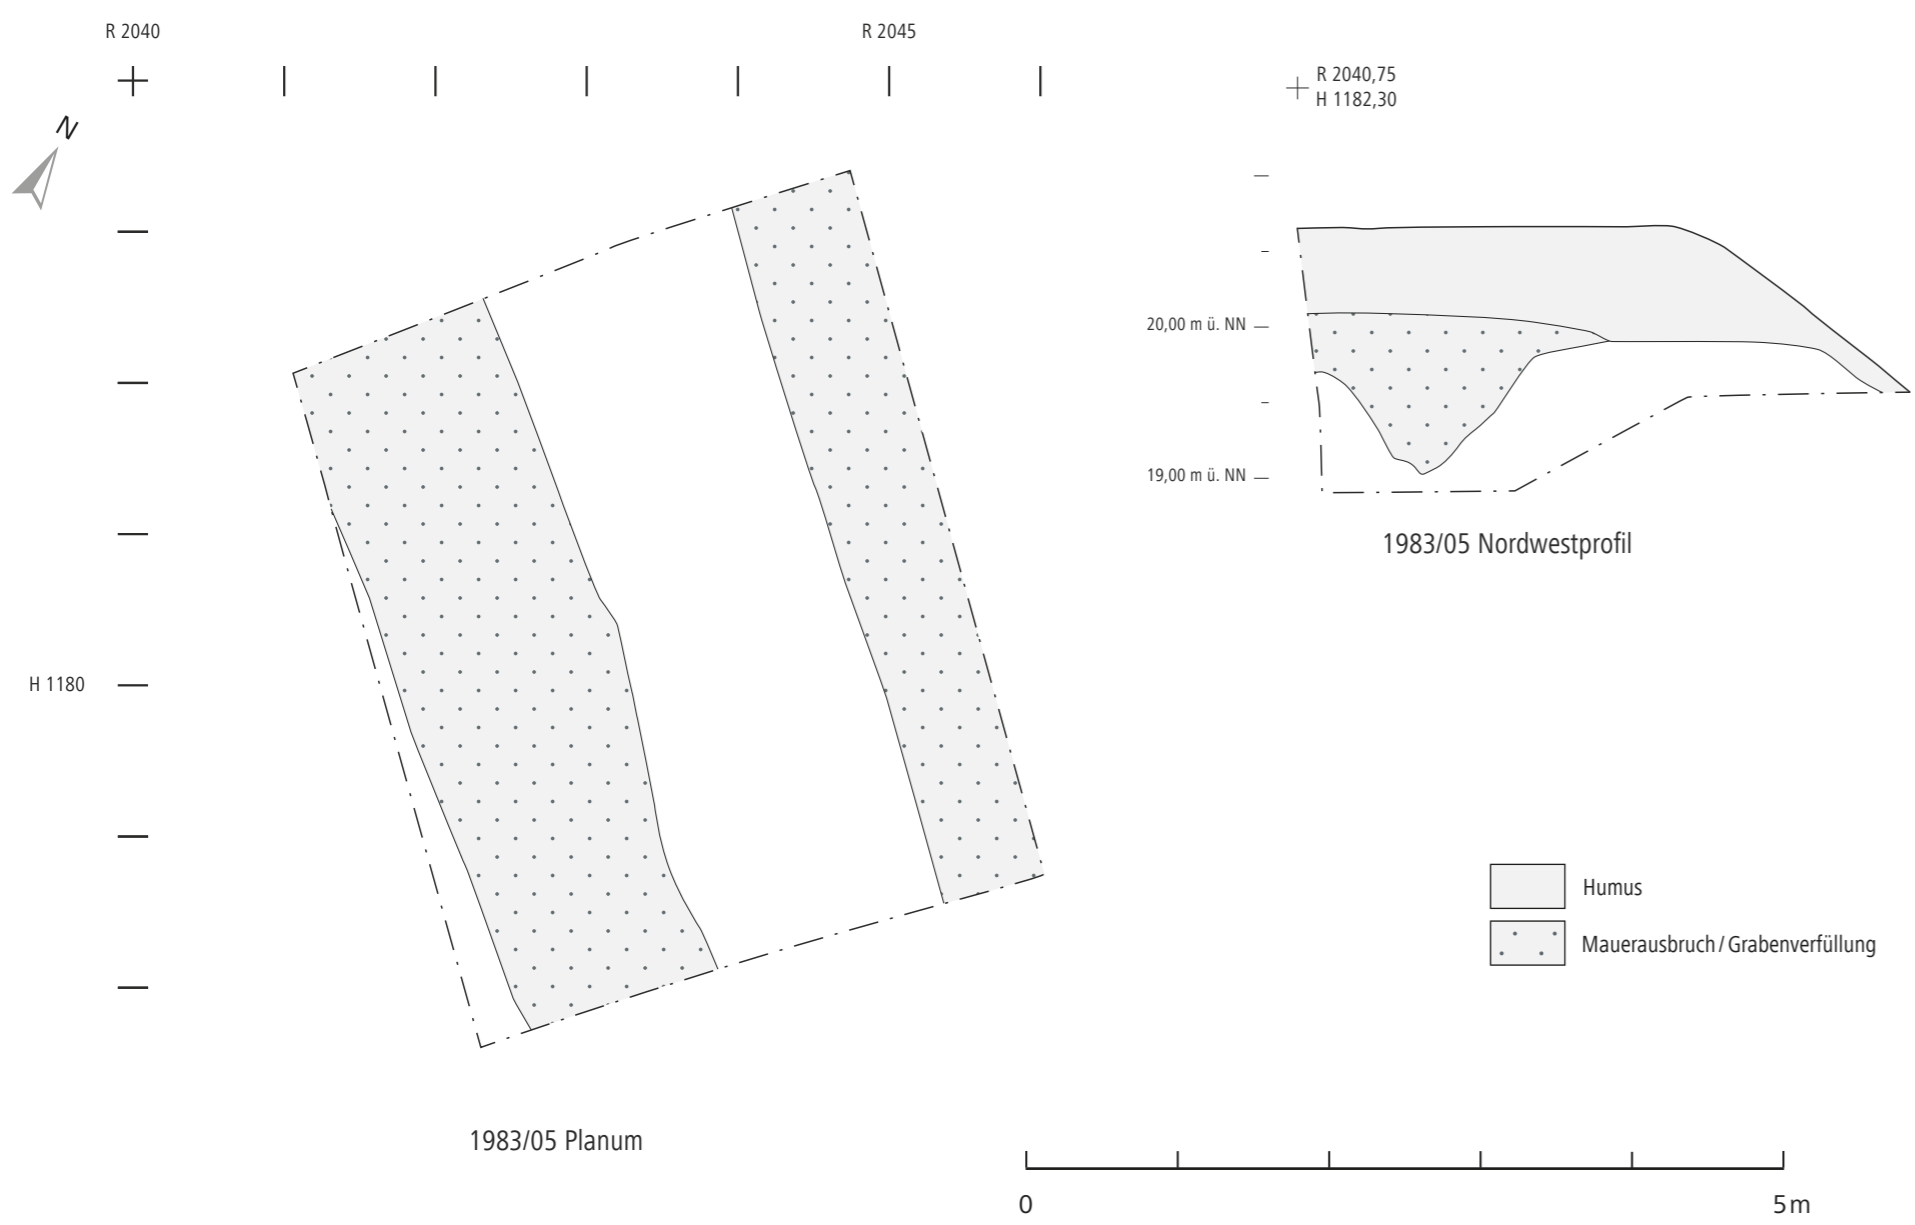 R 2040
R 2045
R 2040,75
H 1182,30
N
20,00 m ü. NN
19,00 m ü. NN
1983/05 Nordwestprofil
H 1180
Humus
Mauerausbruch / Grabenverfüllung
1983/05 Planum
0
5 m